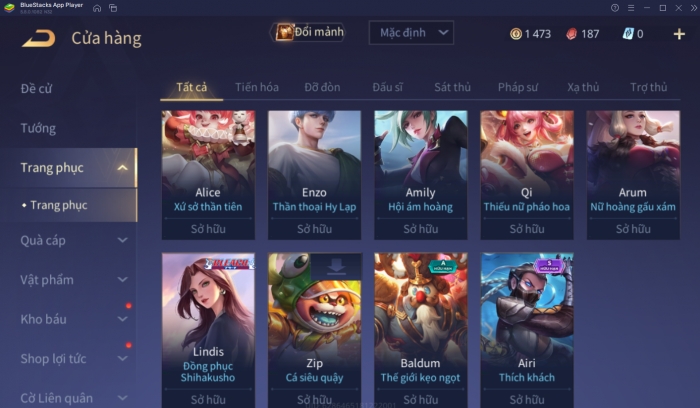 BlueStacks App Player
Cửa hàng
Đổi mảnh
Mặc định
1 473
187
0
Đề cử
Tướng
Trang phục
• Trang phục
Quà cáp
Vật phẩm
Kho báu
Shop lợi tức
Cờ Liên quân
Tất cả
Tiến hóa
Đỡ đòn
Đấu sĩ
Sát thủ
Pháp sư
Xạ thủ
Trợ thủ
Alice
Xứ sở thần tiên
Sở hữu
Enzo
Thần thoại Hy Lạp
Sở hữu
Amily
Hội ám hoàng
Sở hữu
Qi
Thiếu nữ pháo hoa
Sở hữu
Arum
Nữ hoàng gấu xám
Sở hữu
BLEACH
Lindis
Đồng phục
Shihakusho
Sở hữu
Zip
Cá siêu quậy
Sở hữu
A
HỮU HẠN
Baldum
Thế giới kẹo ngọt
Sở hữu
S
HỮU HẠN
Airi
Thích khách
Sở hữu